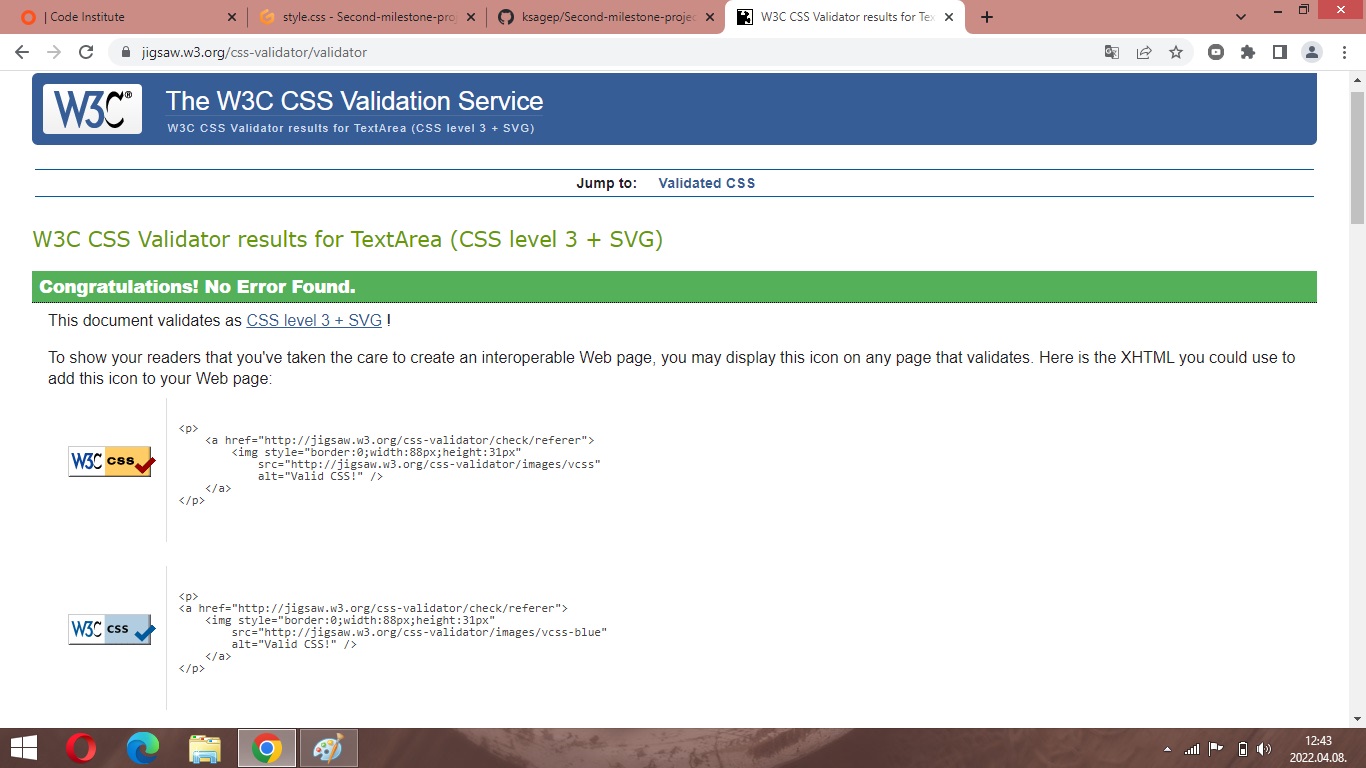 | Code Institute
style.css - Second-milestone-proj
ksagep/Second-milestone-projec
W3C CSS Validator results for Tex
jigsaw.w3.org/css-validator/validator
W3C®
The W3C CSS Validation Service
W3C CSS Validator results for TextArea (CSS level 3 + SVG)
Jump to: Validated CSS
W3C CSS Validator results for TextArea (CSS level 3 + SVG)
Congratulations! No Error Found.
This document validates as CSS level 3 + SVG !
To show your readers that you've taken the care to create an interoperable Web page, you may display this icon on any page that validates. Here is the XHTML you could use to
add this icon to your Web page:
W3C css
<p>
<a href="http://jigsaw.w3.org/css-validator/check/referer">
<img style="border:0;width:88px;height:31px"
src="http://jigsaw.w3.org/css-validator/images/vcss"
alt="Valid CSS!" />
</a>
</p>
W3C css
<p>
<a href="http://jigsaw.w3.org/css-validator/check/referer">
<img style="border:0;width:88px;height:31px"
src="http://jigsaw.w3.org/css-validator/images/vcss-blue"
alt="Valid CSS!" />
</a>
</p>
12:43
2022.04.08.